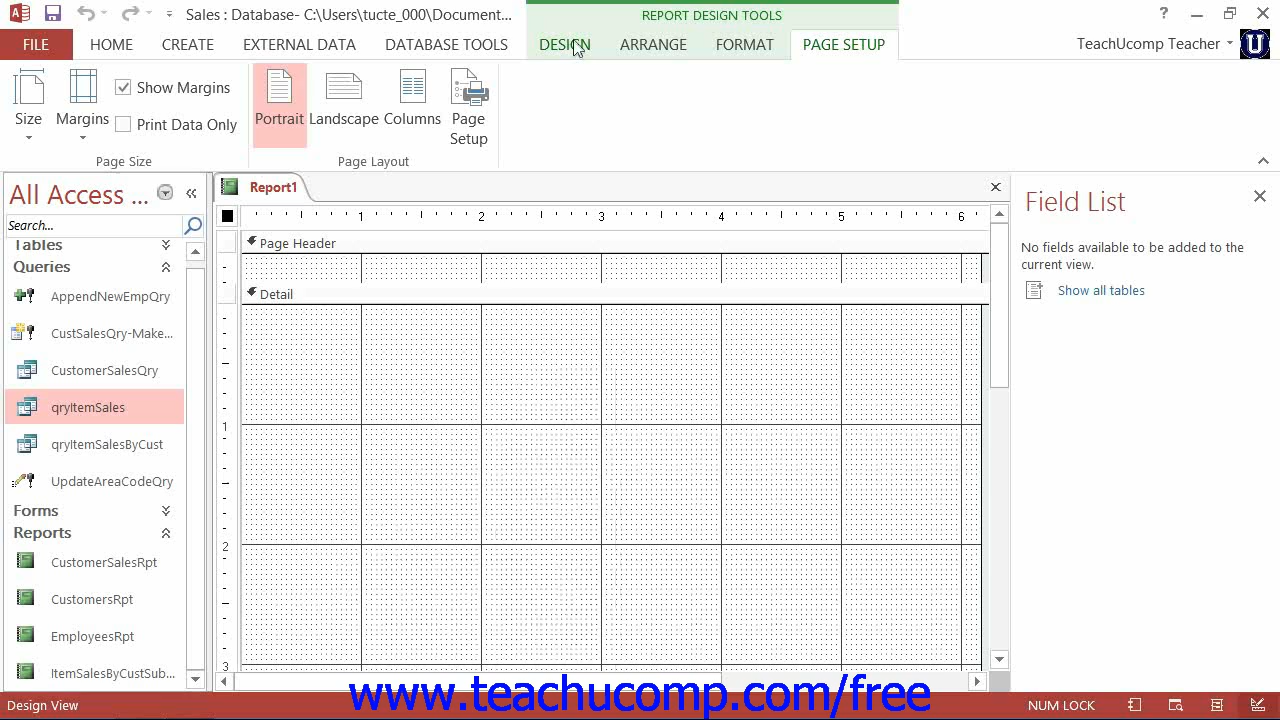 Sales : Database- C:\Users\tucte_000\Document...
REPORT DESIGN TOOLS
?
FILE
HOME
CREATE
EXTERNAL DATA
DATABASE TOOLS
DESIGN
ARRANGE
FORMAT
PAGE SETUP
TeachUcomp Teacher
Size
Margins
Show Margins
Print Data Only
Page Size
Portrait
Landscape
Columns
Page
Setup
Page Layout
All Access ...
Search...
Tables
Queries
AppendNewEmpQry
CustSalesQry-Make...
CustomerSalesQry
qryItemSales
qryItemSalesByCust
UpdateAreaCodeQry
Forms
Reports
CustomerSalesRpt
CustomersRpt
EmployeesRpt
ItemSalesByCustSub...
Report1
1 2 3 4 5 6
Page Header
Detail
1
2
3
Field List
No fields available to be added to the
current view.
Show all tables
www.teachucomp.com/free
Design View
NUM LOCK